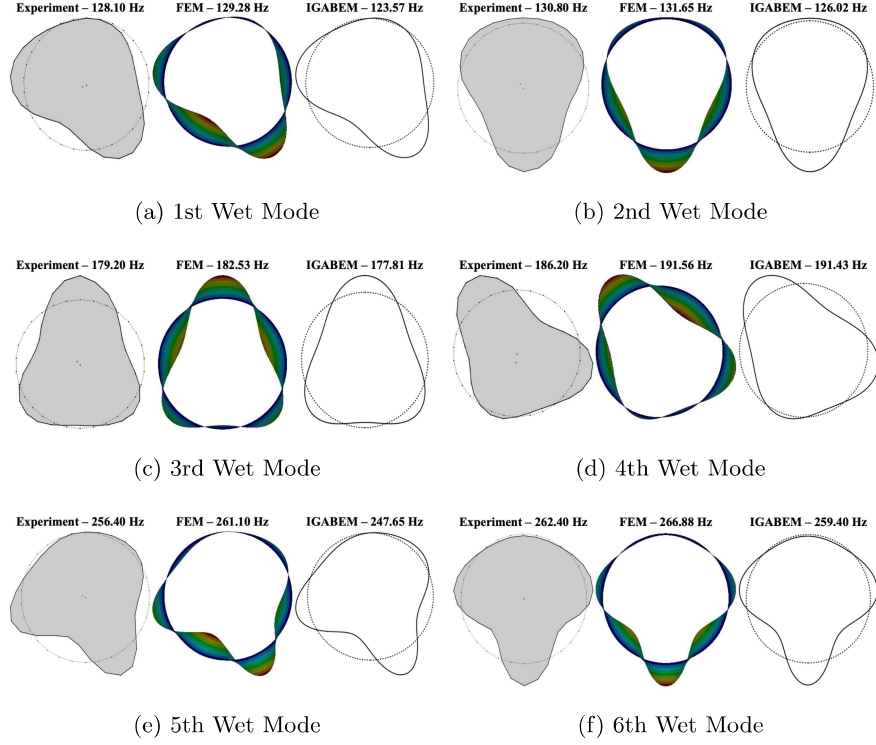 Experiment – 128.10 Hz FEM – 129.28 Hz IGABEM – 123.57 Hz
(a) 1st Wet Mode
Experiment – 130.80 Hz FEM – 131.65 Hz IGABEM – 126.02 Hz
(b) 2nd Wet Mode
Experiment – 179.20 Hz FEM – 182.53 Hz IGABEM – 177.81 Hz
(c) 3rd Wet Mode
Experiment – 186.20 Hz FEM – 191.56 Hz IGABEM – 191.43 Hz
(d) 4th Wet Mode
Experiment – 256.40 Hz FEM – 261.10 Hz IGABEM – 247.65 Hz
(e) 5th Wet Mode
Experiment – 262.40 Hz FEM – 266.88 Hz IGABEM – 259.40 Hz
(f) 6th Wet Mode